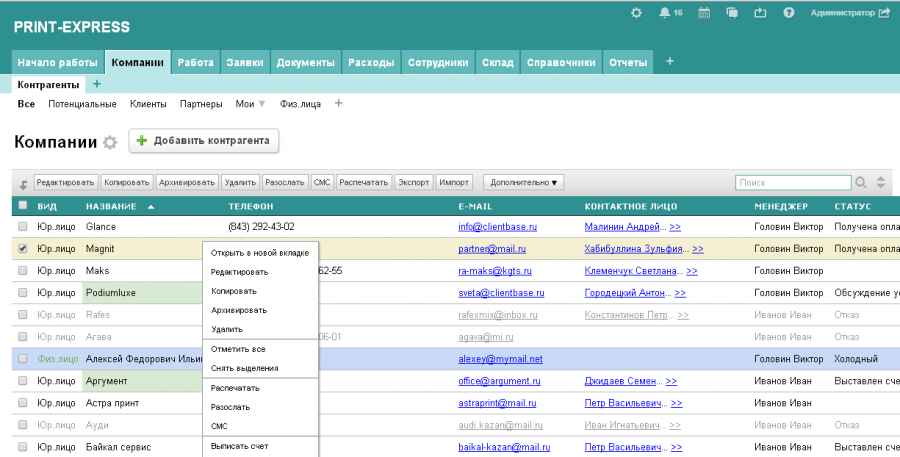 16 Администратор
PRINT-EXPRESS
Начало работы Компании Работа Заявки Документы Расходы Сотрудники Склад Справочники Отчеты +
Контрагенты +
Все Потенциальные Клиенты Партнеры Мои ▼ Физ.лица +
Компании Добавить контрагента
Редактировать Копировать Архивировать Удалить Разослать СМС Распечатать Экспорт Импорт Дополнительно ▼ Поиск
ВИД НАЗВАНИЕ ТЕЛЕФОН E-MAIL КОНТАКТНОЕ ЛИЦО МЕНЕДЖЕР СТАТУС
Юр.лицо Glance (843) 292-43-02 info@clientbase.ru Малинин Андрей... >> Головин Виктор Получена опла
Юр.лицо Magnit partner@mail.ru Хабибуллина Зульфия... >> Головин Виктор Получена опла
Открыть в новой вкладке
Юр.лицо Maks 62-55 ra-maks@kgts.ru Клеменчук Светлана... >> Головин Виктор
Редактировать
Юр.лицо Podiumluxe sveta@clientbase.ru Городецкий Антон... >> Головин Виктор Обсуждение ус
Копировать
Юр.лицо Rafes rafexmix@inbox.ru Константинов Петр... >> Иванов Иван Отказ
Архивировать
Юр.лицо Агава 06-01 agava@mi.ru Иванов Иван Отказ
Удалить
Отметить все
Физ.лицо Алексей Федорович Ильи alexey@mymail.net Головин Виктор Холодный
Снять выделения
Юр.лицо Аргумент office@argument.ru Джидаев Семен... >> Иванов Иван Выставлен сче
Распечатать
Юр.лицо Астра принт astraprint@mail.ru Петр Васильевич... >> Иванов Иван
Разослать
Юр.лицо Ауди audi.kazan@mail.ru Иван Игнатьевич... >> Иванов Иван Отказ
СМС
Юр.лицо Байкал сервис baikal-kazan@mail.ru Петр Васильевич... >> Иванов Иван Выставлен сче
Выписать счет